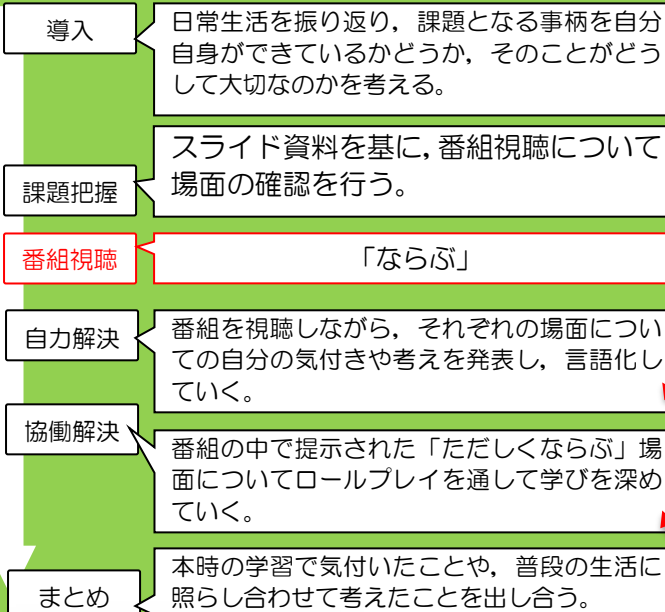 導入
日常生活を振り返り，課題となる事柄を自分
自身ができているかどうか，そのことがどう
して大切なのかを考える。
課題把握
スライド資料を基に，番組視聴について
場面の確認を行う。
番組視聴
「ならぶ」
自力解決
番組を視聴しながら，それぞれの場面につい
ての自分の気付きや考えを発表し，言語化し
ていく。
協働解決
番組の中で提示された「ただしくならぶ」場
面についてロールプレイを通して学びを深め
ていく。
まとめ
本時の学習で気付いたことや，普段の生活に
照らし合わせて考えたことを出し合う。